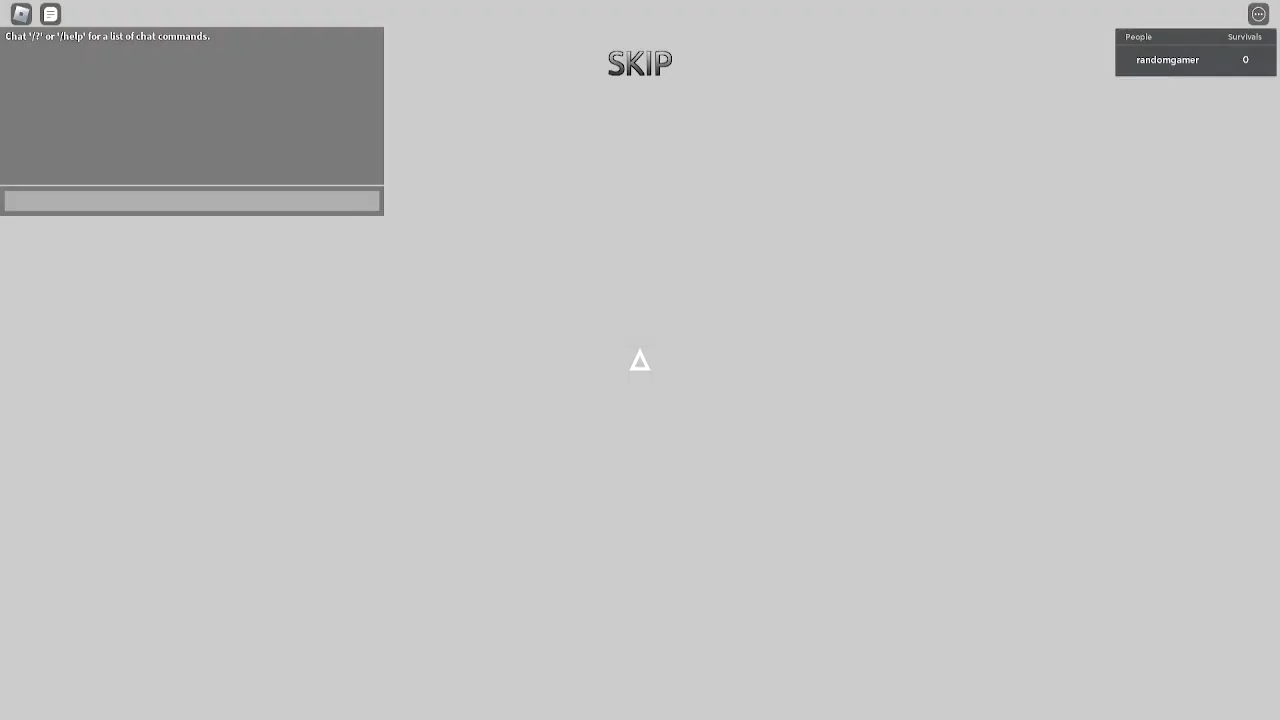 Chat '/?' or '/help' for a list of chat commands.
SKIP
People Survivals
randomgamer 0